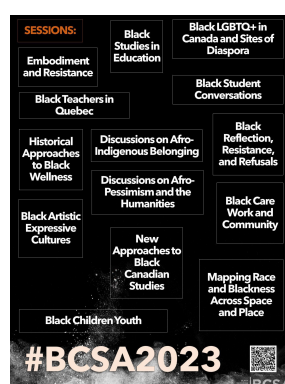 SESSIONS:
Black
Studies in
Education
Black LGBTQ+ in
Canada and Sites of
Diaspora
Embodiment
and Resistance
Black Student
Conversations
Black Teachers in
Quebec
Historical
Approaches
to Black
Wellness
Discussions on Afro-
Indigenous Belonging
Black
Reflection,
Resistance,
and Refusals
Discussions on Afro-
Pessimism and the
Humanities
Black Care
Work and
Community
Black Artistic
Expressive
Cultures
New
Approaches to
Black
Canadian
Studies
Mapping Race
and Blackness
Across Space
and Place
Black Children Youth
#BCSA2023